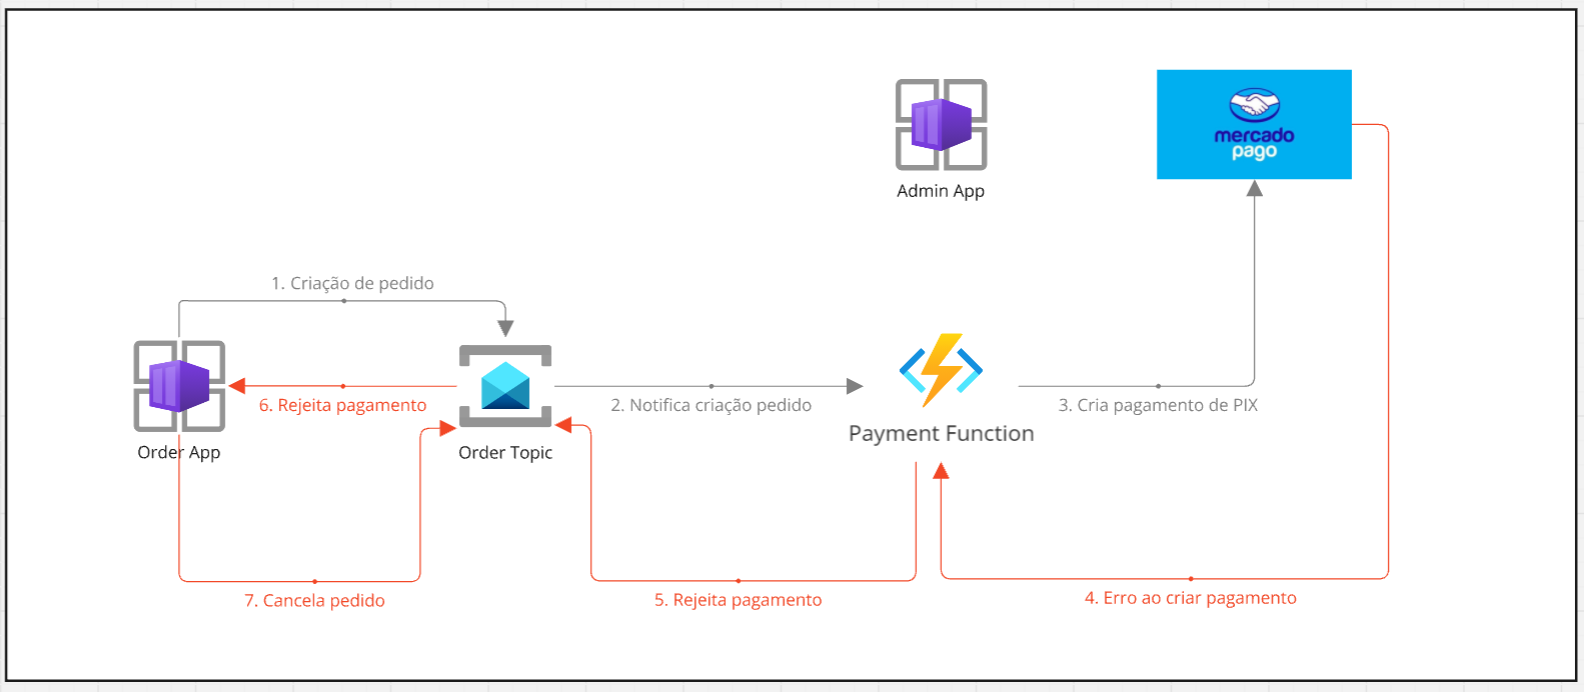 mercado
pago
Admin App
1. Criação de pedido
6. Rejeita pagamento
2. Notifica criação pedido
3. Cria pagamento de PIX
Order App
Order Topic
Payment Function
7. Cancela pedido
5. Rejeita pagamento
4. Erro ao criar pagamento